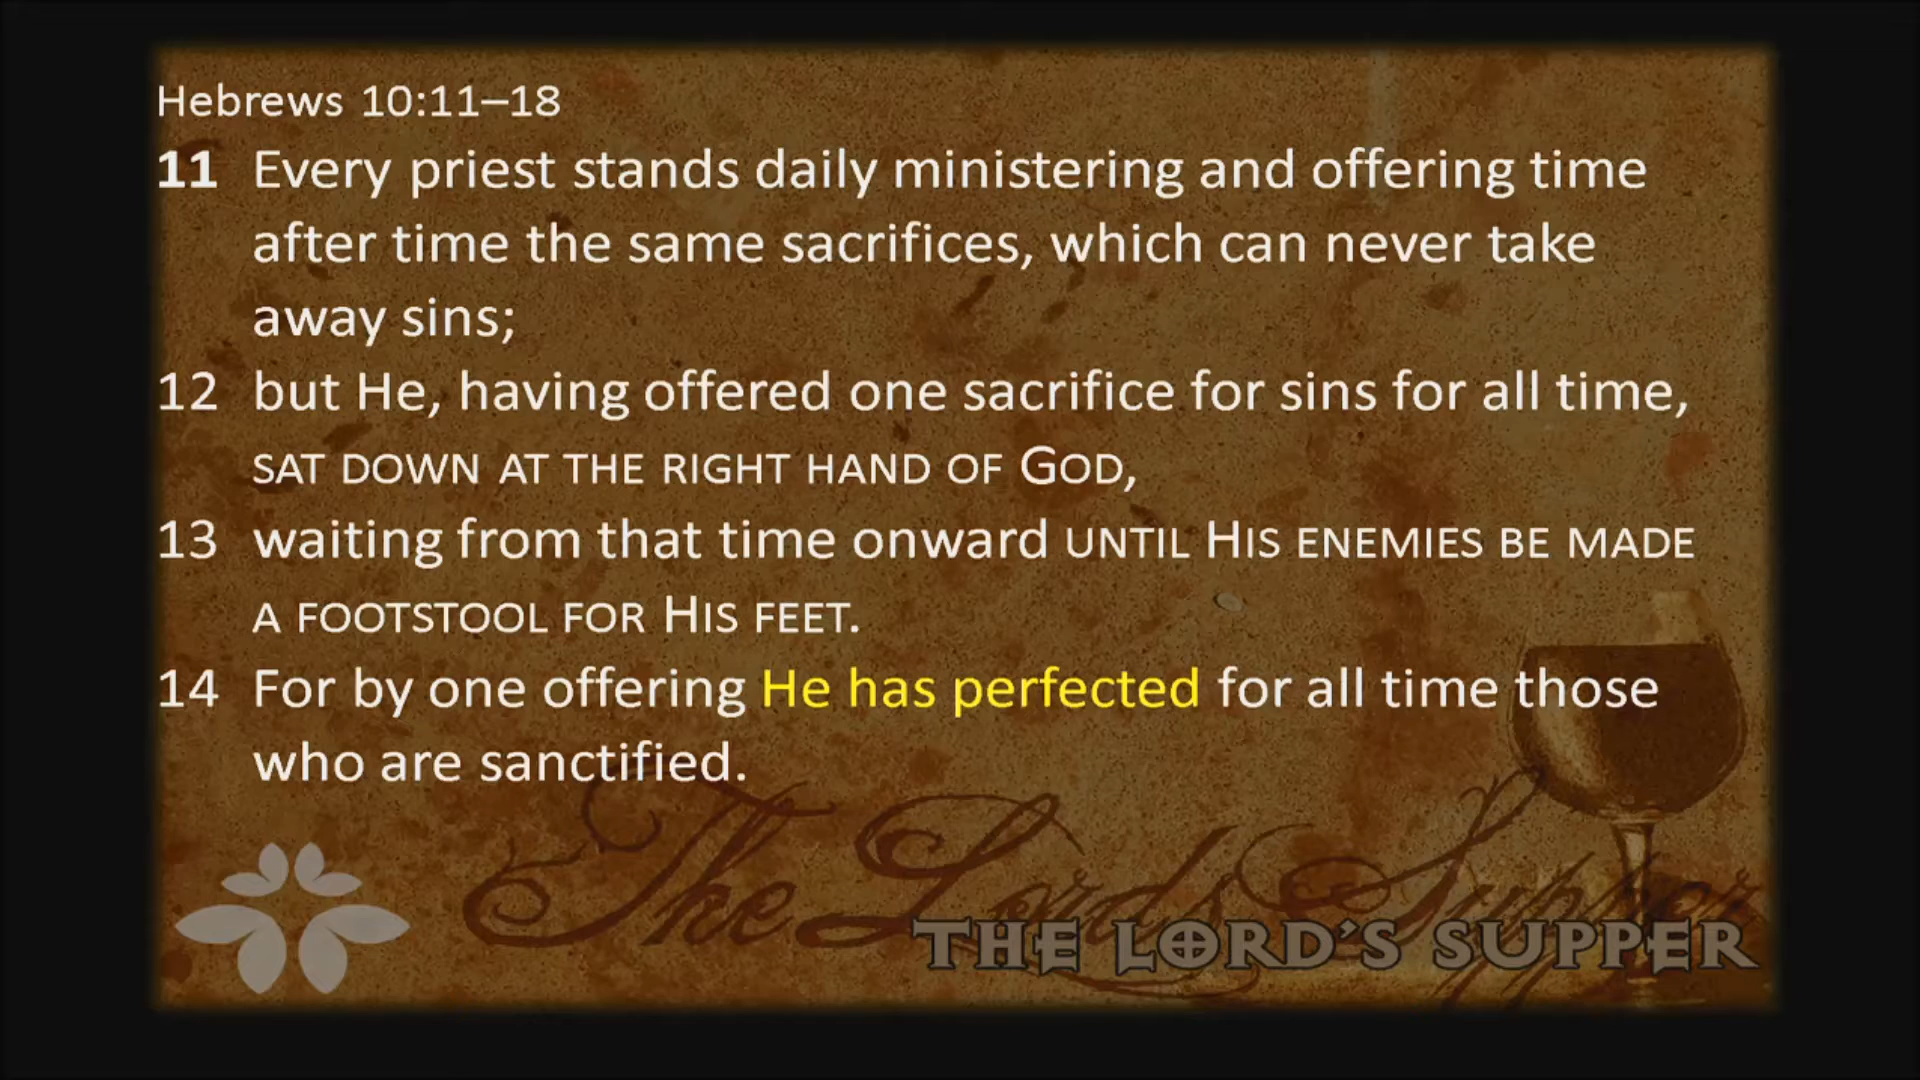 Hebrews 10:11–18
11 Every priest stands daily ministering and offering time
after time the same sacrifices, which can never take
away sins;
12 but He, having offered one sacrifice for sins for all time,
SAT DOWN AT THE RIGHT HAND OF GOD,
13 waiting from that time onward UNTIL HIS ENEMIES BE MADE
A FOOTSTOOL FOR HIS FEET.
14 For by one offering He has perfected for all time those
who are sanctified.
The Lords Supper
THE LORD'S SUPPER